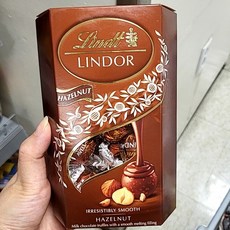 Lindt
LINDOR
HAZELNUT
IRRESISTIBLY SMOOTH
HAZELNUT
Milk chocolate truffles with a smooth melting filling